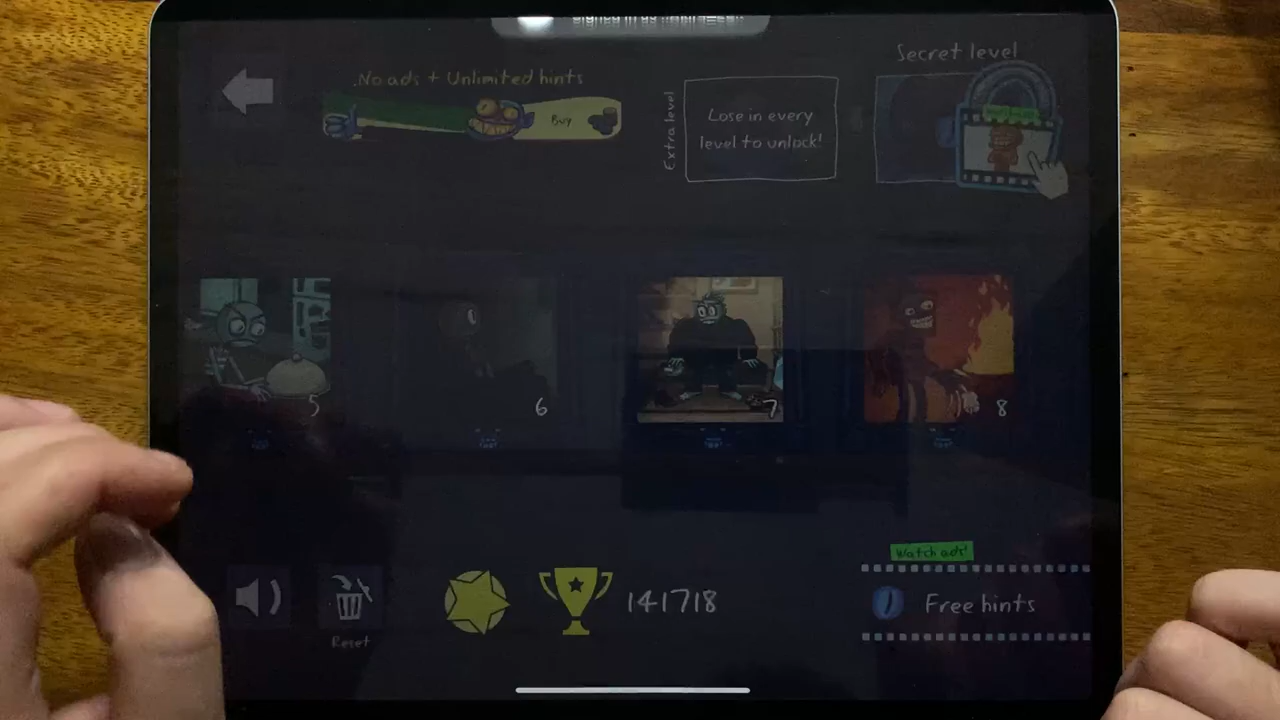 No ads + Unlimited hints
Buy
Extra level
Lose in every
level to unlock!
Secret level
5
6
7
8
Reset
141718
Watch ads!
Free hints